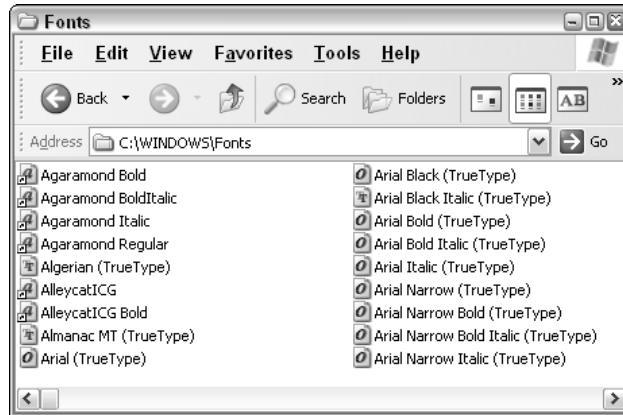 Fonts
File Edit View Favorites Tools Help
Back Search Folders AB »
Address C:\WINDOWS\Fonts Go
Agaramond Bold
Agaramond BoldItalic
Agaramond Italic
Agaramond Regular
Algerian (TrueType)
AlleycatICG
AlleycatICG Bold
Almanac MT (TrueType)
Arial (TrueType)
Arial Black (TrueType)
Arial Black Italic (TrueType)
Arial Bold (TrueType)
Arial Bold Italic (TrueType)
Arial Italic (TrueType)
Arial Narrow (TrueType)
Arial Narrow Bold (TrueType)
Arial Narrow Bold Italic (TrueType)
Arial Narrow Italic (TrueType)